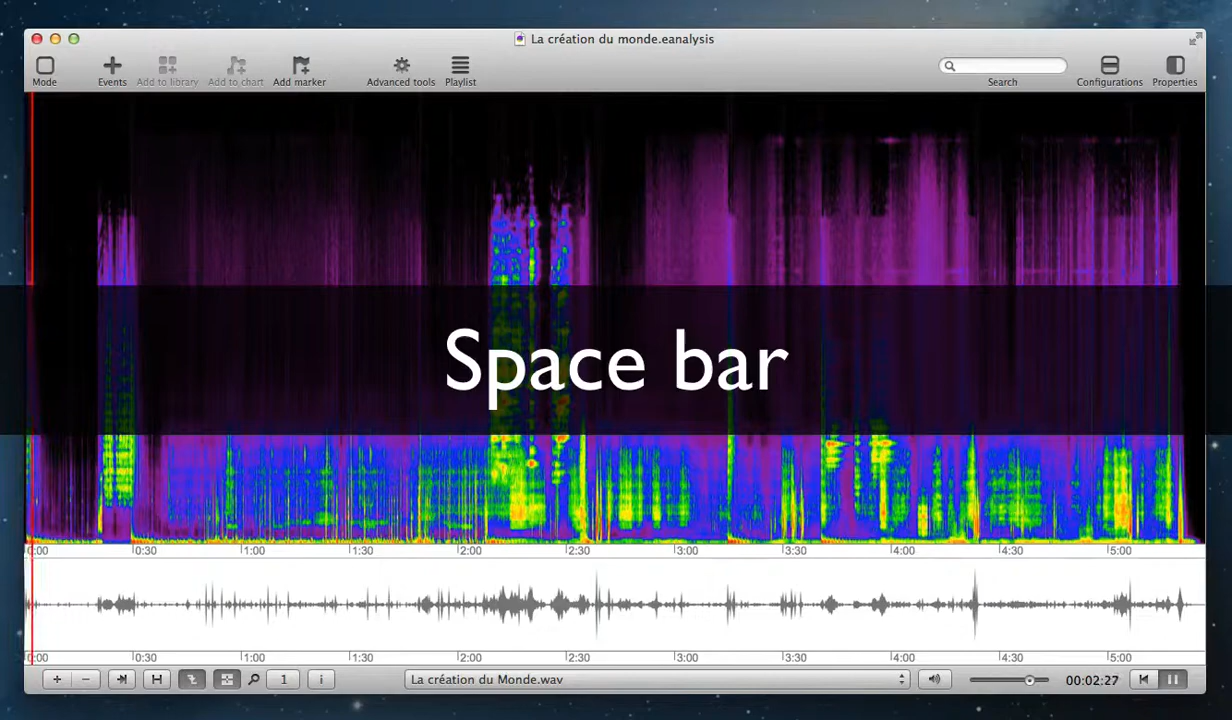 La création du monde.eanalysis
Mode Events Add to library Add to chart Add marker Advanced tools Playlist Search Configurations Properties
Space bar
0:00 0:30 1:00 1:30 2:00 2:30 3:00 3:30 4:00 4:30 5:00
0:00 0:30 1:00 1:30 2:00 2:30 3:00 3:30 4:00 4:30 5:00
1 i La création du Monde.wav 00:02:27